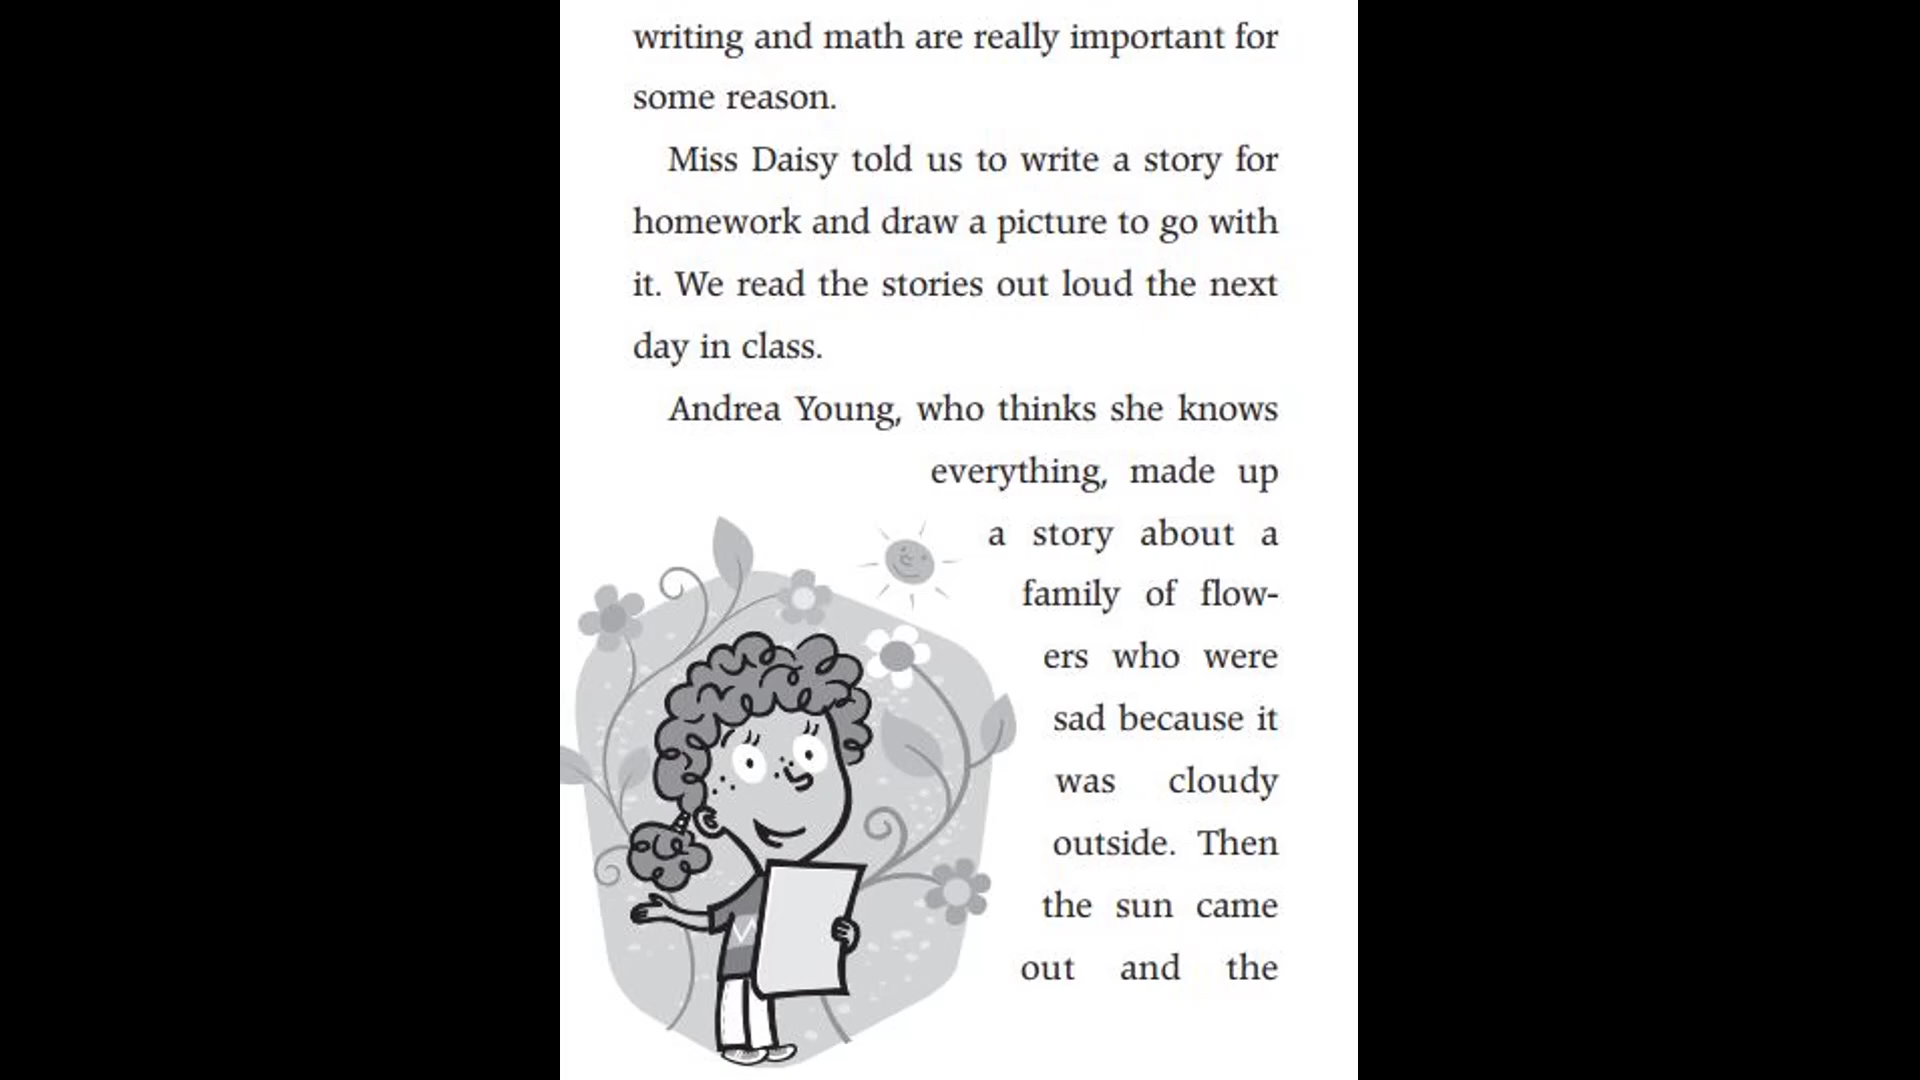 writing and math are really important for
some reason.
Miss Daisy told us to write a story for
homework and draw a picture to go with
it. We read the stories out loud the next
day in class.
Andrea Young, who thinks she knows
everything, made up
a story about a
family of flow-
ers who were
sad because it
was cloudy
outside. Then
the sun came
out and the